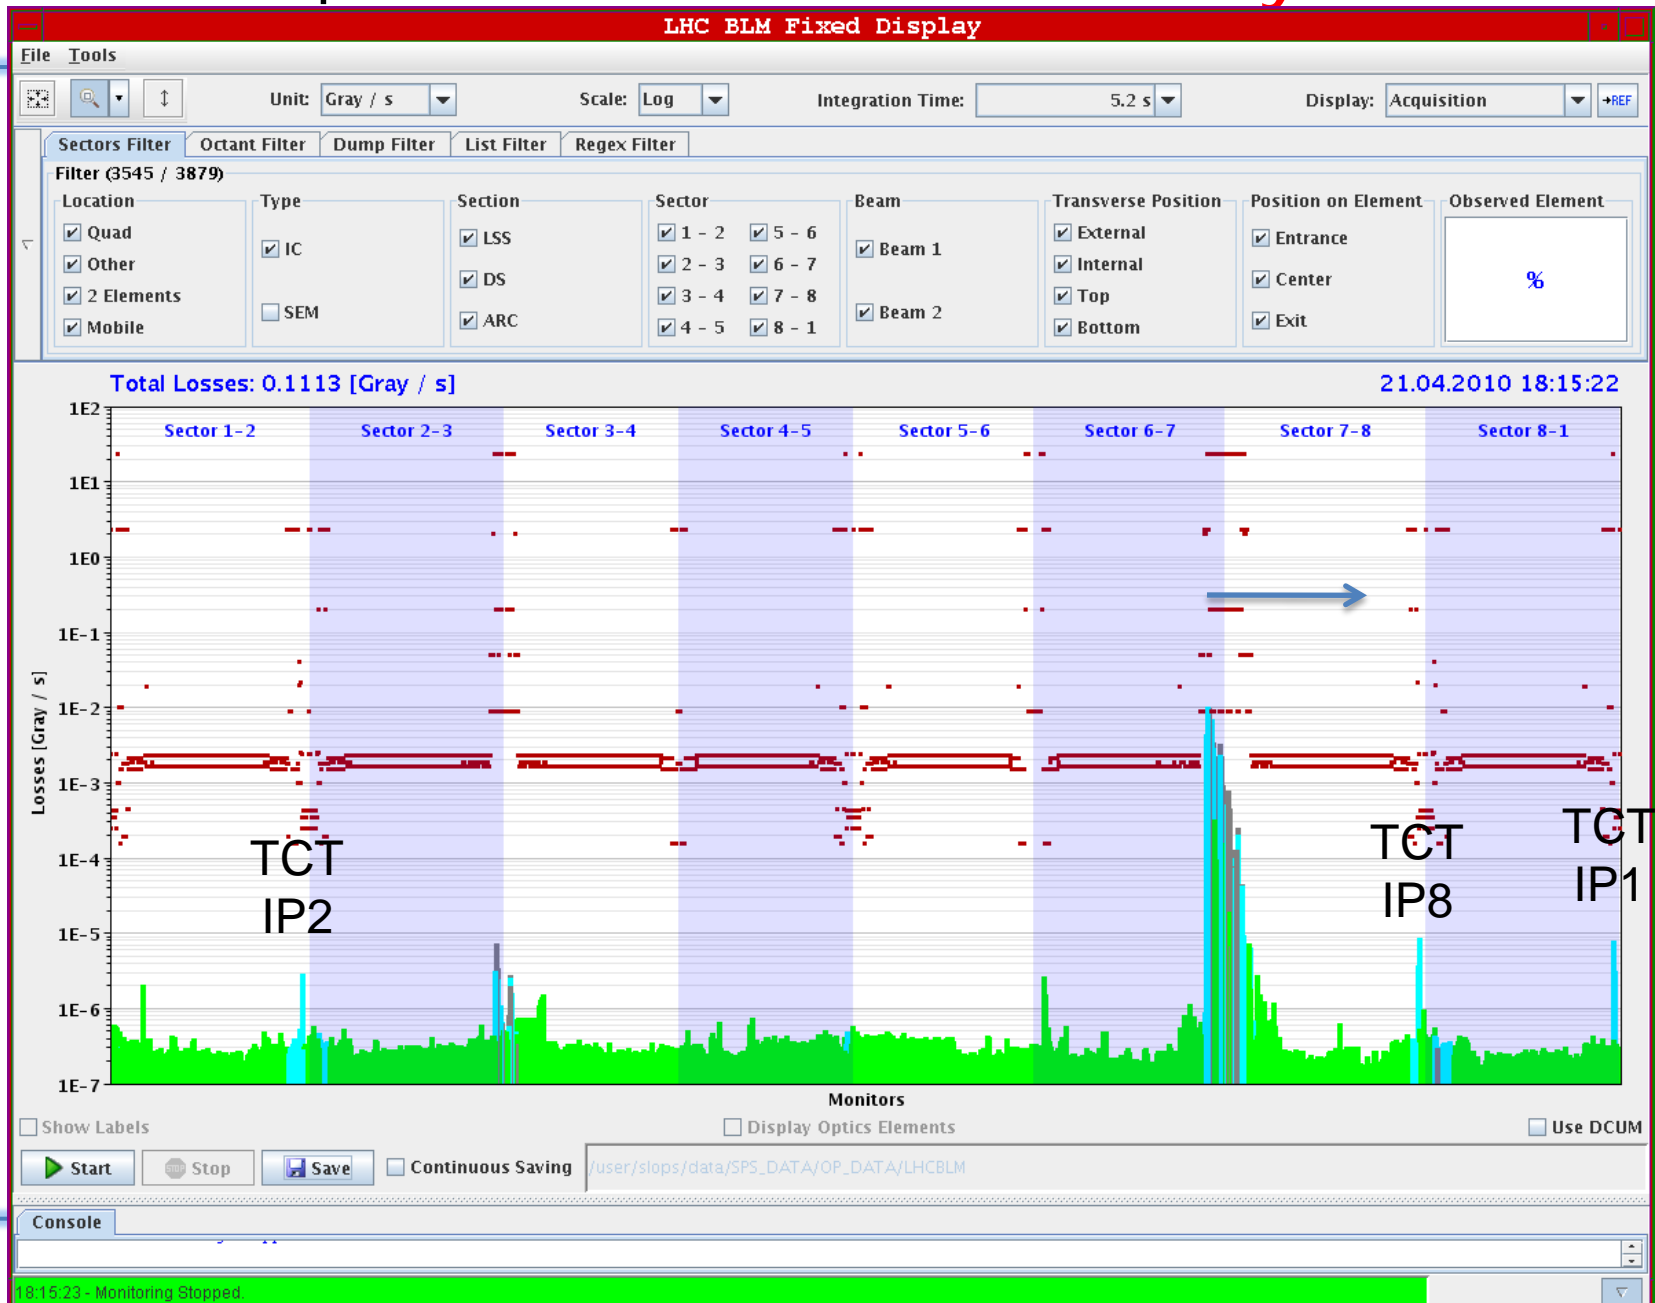 LHC BLM Fixed Display
File Tools
Unit: Gray / s Scale: Log Integration Time: 5.2 s Display: Acquisition →REF
Sectors Filter Octant Filter Dump Filter List Filter Regex Filter
Filter (3545 / 3879)
Location Type Section Sector Beam Transverse Position Position on Element Observed Element
Quad IC LSS 1 - 2 5 - 6 Beam 1 External Entrance %
Other 2 - 3 6 - 7 Internal
2 Elements SEM DS 3 - 4 7 - 8 Beam 2 Top Center
Mobile ARC 4 - 5 8 - 1 Bottom Exit
Total Losses: 0.1113 [Gray / s] 21.04.2010 18:15:22
1E2
Sector 1-2 Sector 2-3 Sector 3-4 Sector 4-5 Sector 5-6 Sector 6-7 Sector 7-8 Sector 8-1
1E1
1E0
1E-1
1E-2
1E-3
1E-4
1E-5
1E-6
1E-7
Losses [Gray / s]
TCT
IP2
TCT
IP8
TCT
IP1
Monitors
Show Labels Display Optics Elements Use DCUM
Start STOP Stop Save Continuous Saving /user/slops/data/SPS_DATA/OP_DATA/LHCBLM
Console
18:15:23 - Monitoring Stopped.